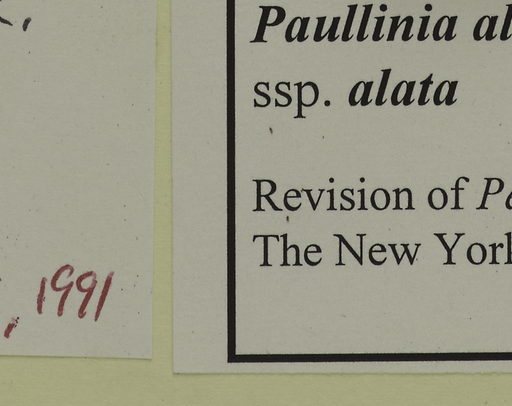 Paullinia al
ssp. alata
Revision of Pa
The New York
1991